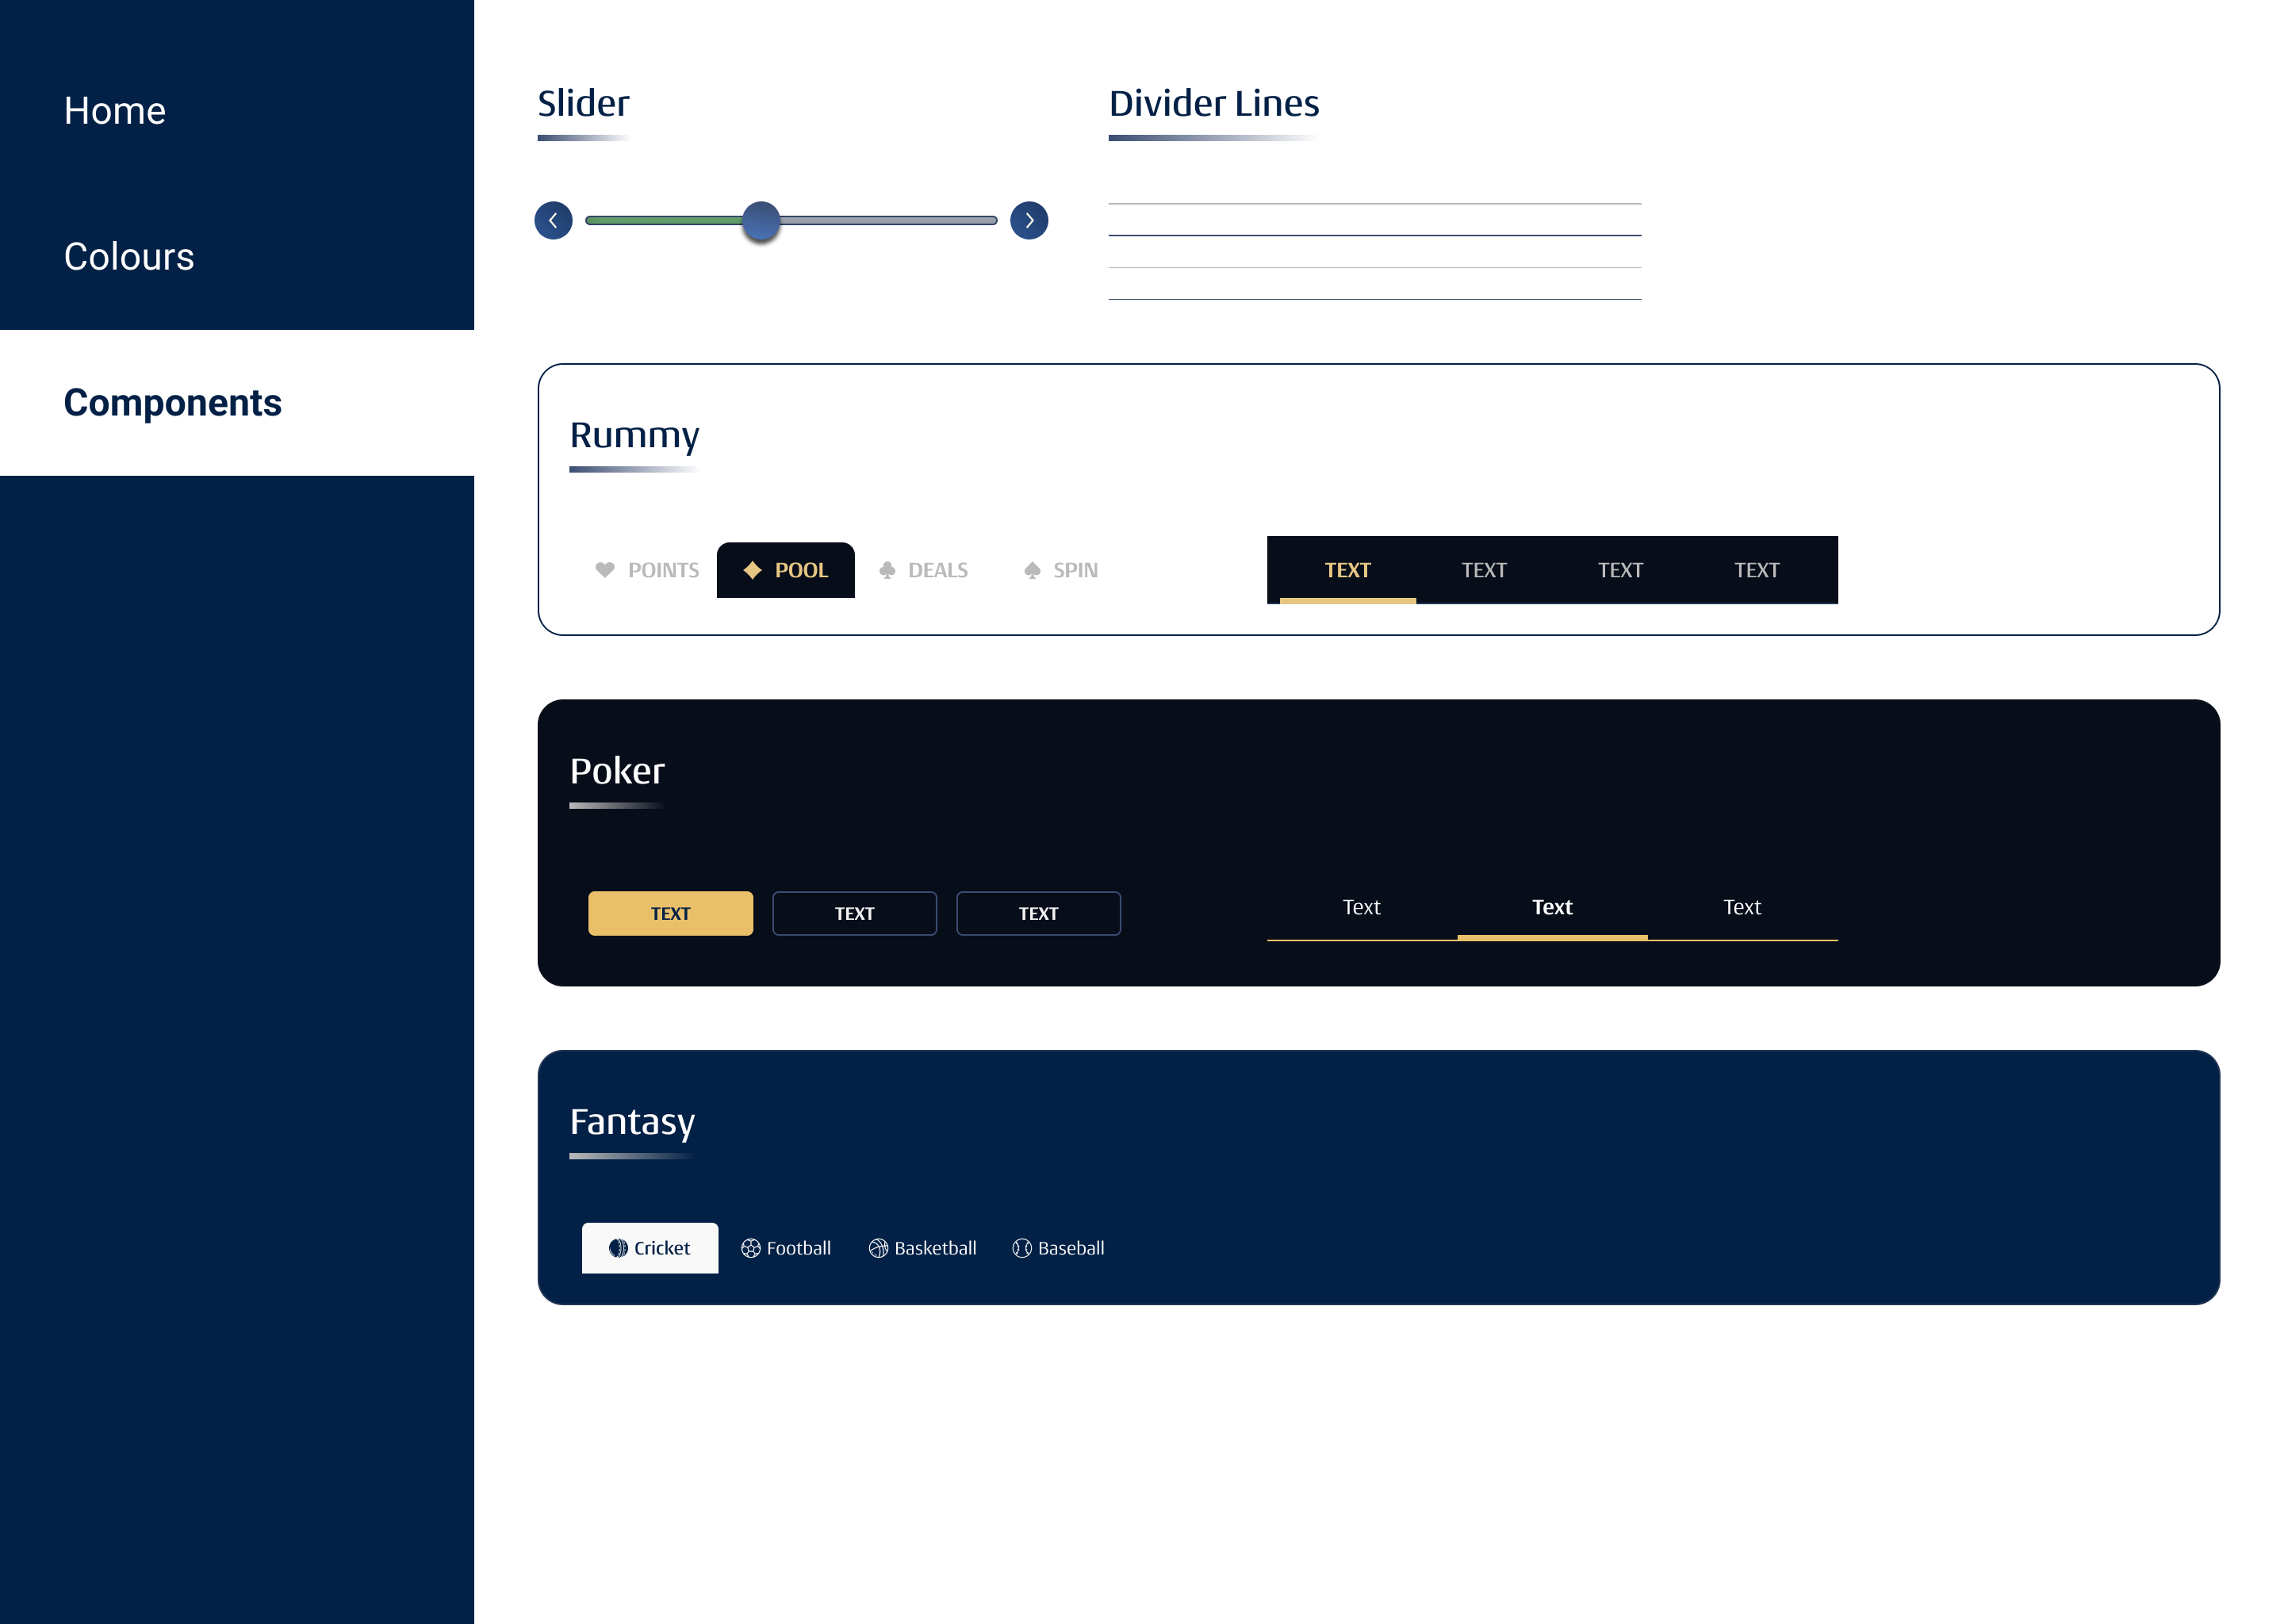 Home
Colours
Components
Slider
Divider Lines
Rummy
POINTS POOL DEALS SPIN
TEXT TEXT TEXT TEXT
Poker
TEXT TEXT TEXT
Text Text Text
Fantasy
Cricket Football Basketball Baseball